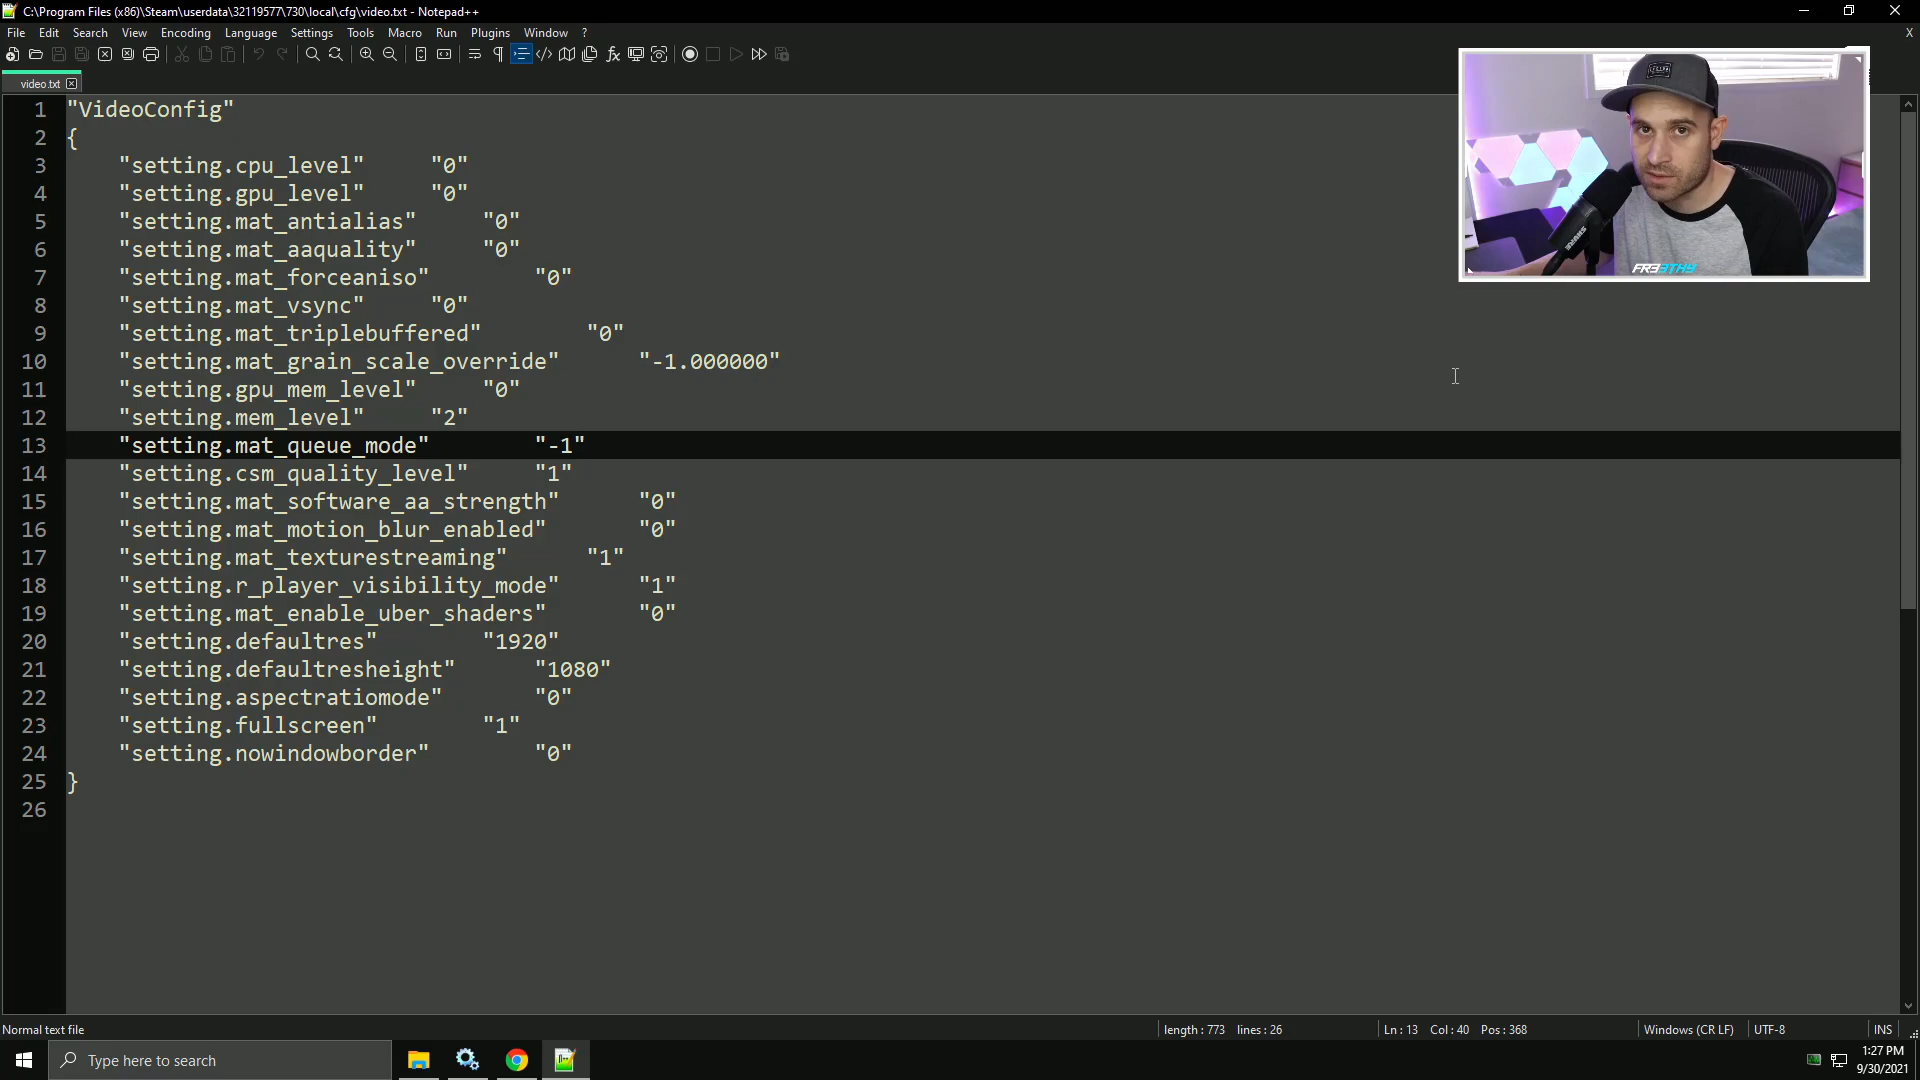 C:\Program Files (x86)\Steam\userdata\32119577\730\local\cfg\video.txt - Notepad++
File Edit Search View Encoding Language Settings Tools Macro Run Plugins Window ? X
video.txt
1 "VideoConfig"
2 {
3 "setting.cpu_level" "0"
4 "setting.gpu_level" "0"
5 "setting.mat_antialias" "0"
6 "setting.mat_aaquality" "0"
7 "setting.mat_forceaniso" "0"
8 "setting.mat_vsync" "0"
9 "setting.mat_triplebuffered" "0"
10 "setting.mat_grain_scale_override" "-1.000000"
11 "setting.gpu_mem_level" "0"
12 "setting.mem_level" "2"
13 "setting.mat_queue_mode" "-1"
14 "setting.csm_quality_level" "1"
15 "setting.mat_software_aa_strength" "0"
16 "setting.mat_motion_blur_enabled" "0"
17 "setting.mat_texturestreaming" "1"
18 "setting.r_player_visibility_mode" "1"
19 "setting.mat_enable_uber_shaders" "0"
20 "setting.defaultres" "1920"
21 "setting.defaultresheight" "1080"
22 "setting.aspectratiomode" "0"
23 "setting.fullscreen" "1"
24 "setting.nowindowborder" "0"
25 }
26
SHURE
FR33THY
Normal text file length : 773 lines : 26 Ln : 13 Col : 40 Pos : 368 Windows (CR LF) UTF-8 INS
Type here to search
1:27 PM
9/30/2021